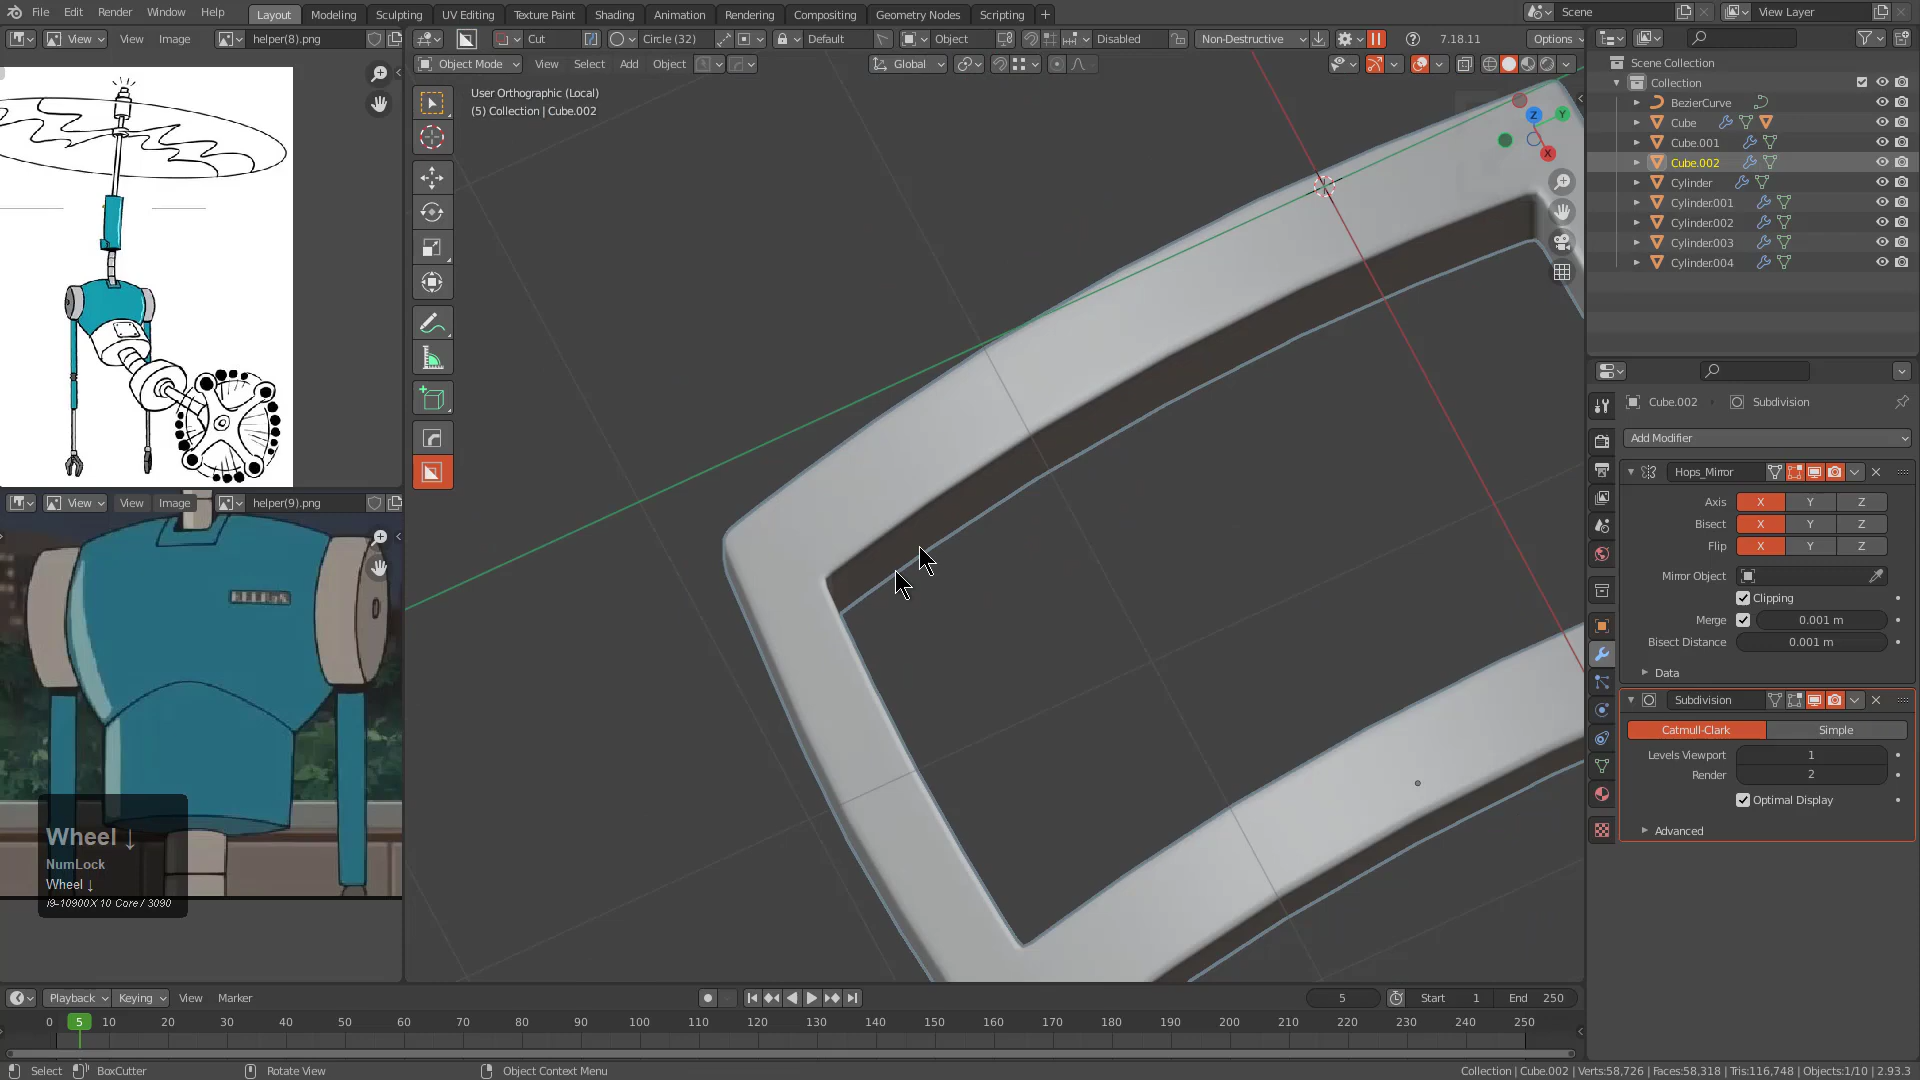 File Edit Render Window Help Layout Modeling Sculpting UV Editing Texture Paint Shading Animation Rendering Compositing Geometry Nodes Scripting + Scene View Layer
View View Image helper(8).png Cut Circle (32) Default Object Disabled Non-Destructive 7.18.11 Options
Object Mode View Select Add Object Global
User Orthographic (Local)
(5) Collection | Cube.002
Z Y X
Scene Collection
Collection
BezierCurve
Cube
Cube.001
Cube.002
Cylinder
Cylinder.001
Cylinder.002
Cylinder.003
Cylinder.004
Cube.002 Subdivision
Add Modifier
Hops_Mirror
Axis X Y Z
Bisect X Y Z
Flip X Y Z
Mirror Object
Clipping
Merge 0.001 m
Bisect Distance 0.001 m
Data
Subdivision
Catmull-Clark Simple
Levels Viewport 1
Render 2
Optimal Display
Advanced
View View Image helper(9).png
Wheel ↓
NumLock
Wheel ↓
i9-10900X 10 Core / 3090
Playback Keying View Marker 5 Start 1 End 250
0 5 10 20 30 40 50 60 70 80 90 100 110 120 130 140 150 160 170 180 190 200 210 220 230 240 250
Select BoxCutter Rotate View Object Context Menu Collection | Cube.002 | Verts:58,726 | Faces:58,318 | Tris:116,748 | Objects:1/10 | 2.93.3